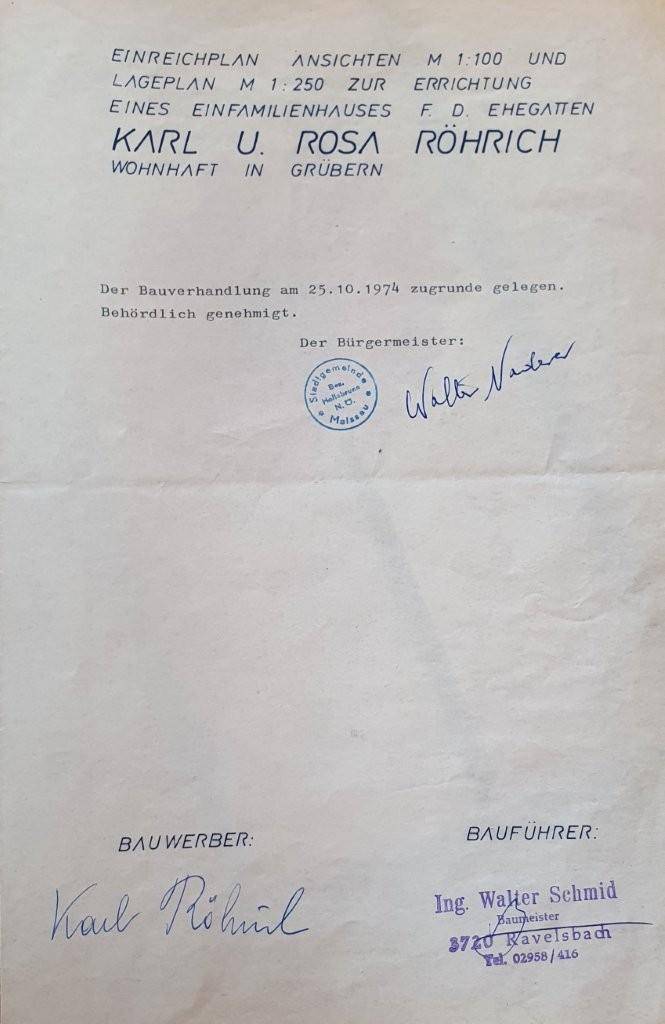 EINREICHPLAN ANSICHTEN M 1:100 UND
LAGEPLAN M 1:250 ZUR ERRICHTUNG
EINES EINFAMILIENHAUSES F. D. EHEGATTEN
KARL U. ROSA RÖHRICH
WOHNHAFT IN GRÜBERN
Der Bauverhandlung am 25.10.1974 zugrunde gelegen.
Behördlich genehmigt.
Der Bürgermeister:
Stadtgemeinde
Bez.
Hollabrunn
N.Ö.
Maissau
Walter
BAUWERBER:
Karl Röhrich
BAUFÜHRER:
Ing. Walter Schmid
Baumeister
3720 Ravelsbach
Tel. 02958/416